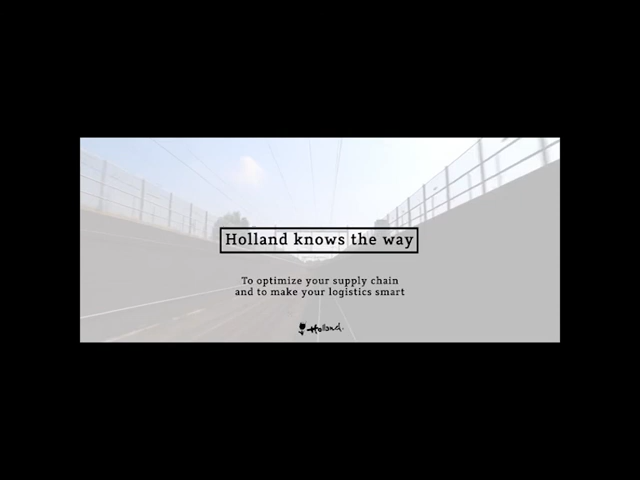 Holland knows the way
To optimize your supply chain
and to make your logistics smart
Holland.